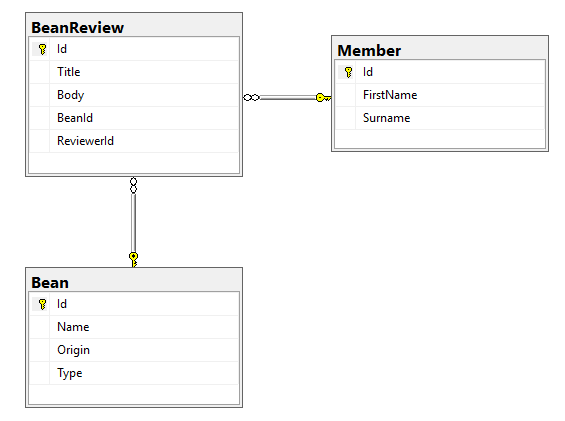 BeanReview
Id
Title
Body
BeanId
ReviewerId
Member
Id
FirstName
Surname
Bean
Id
Name
Origin
Type